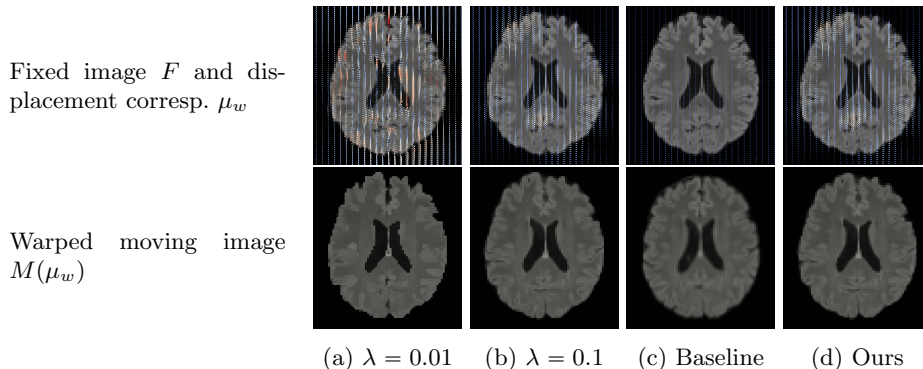 Fixed image F and dis-
placement corresp. μ_w
Warped moving image
M(μ_w)
(a) λ = 0.01 (b) λ = 0.1 (c) Baseline (d) Ours